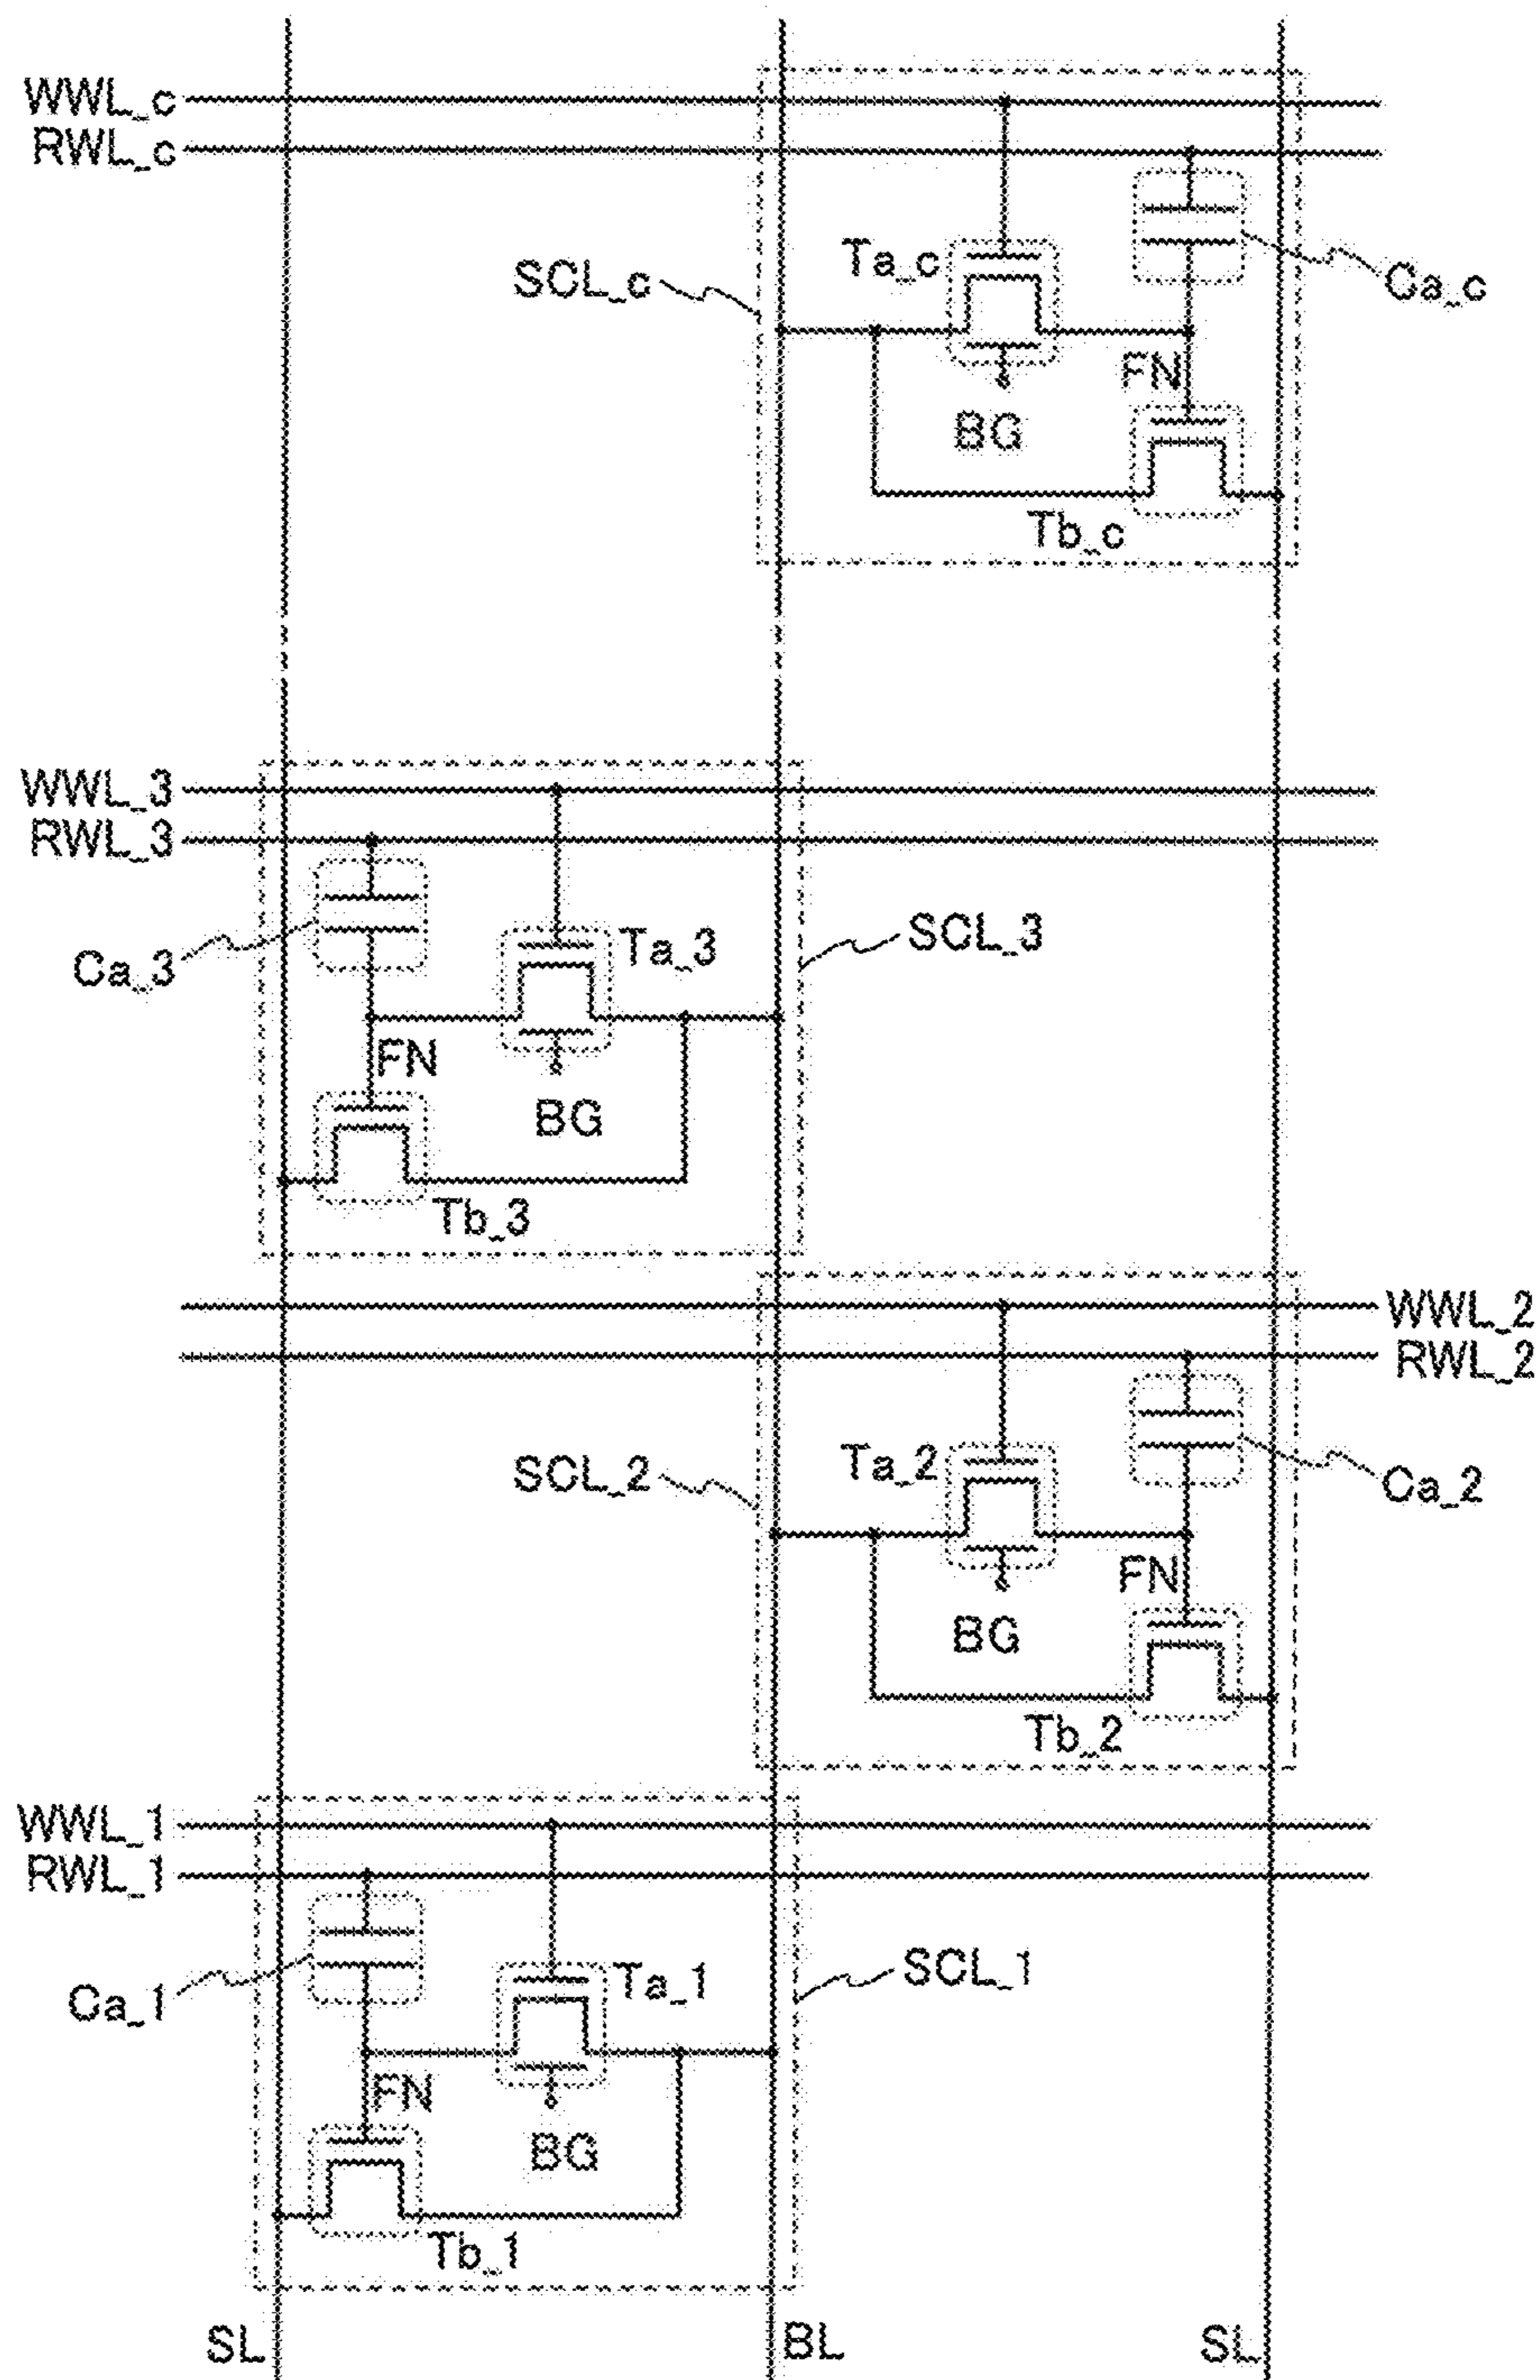 WWL_c
RWL_c
Ta_c
SCL_c
Ca_c
FN
BG
Tb_c
WWL_3
RWL_3
Ta_3
SCL_3
Ca_3
FN
BG
Tb_3
WWL_2
RWL_2
Ta_2
SCL_2
Ca_2
FN
BG
Tb_2
WWL_1
RWL_1
Ta_1
SCL_1
Ca_1
FN
BG
Tb_1
SL
BL
SL